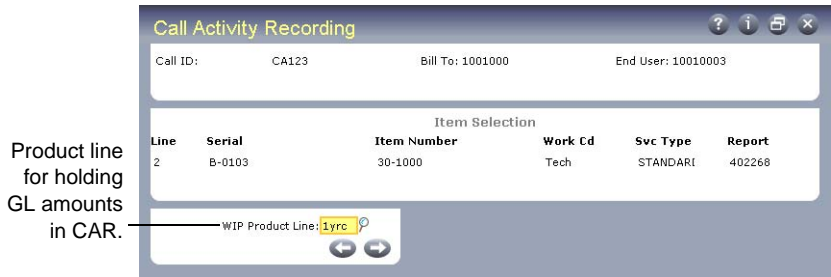 Call Activity Recording
Call ID: CA123 Bill To: 1001000 End User: 10010003
Item Selection
Line Serial Item Number Work Cd Svc Type Report
2 B-0103 30-1000 Tech STANDARD 402268
Product line
for holding
GL amounts
in CAR.
WIP Product Line: 1yrc